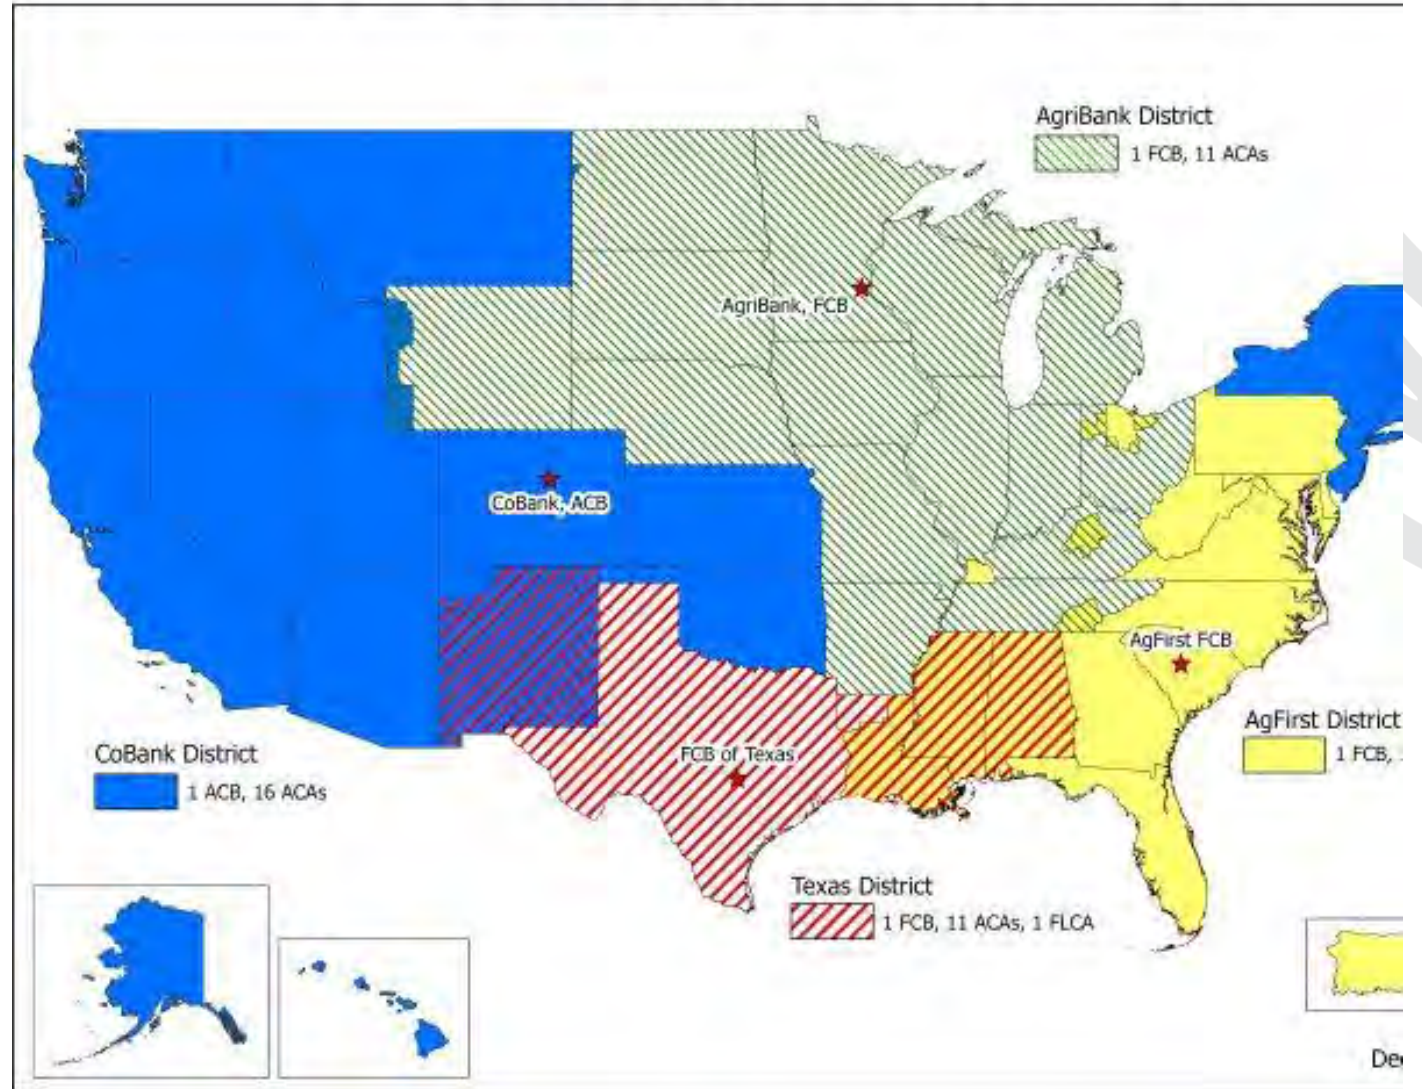 AgriBank District
1 FCB, 11 ACAs
AgriBank, FCB
CoBank, ACB
AgFirst FCB
AgFirst District
1 FCB,
FCB of Texas
CoBank District
1 ACB, 16 ACAs
Texas District
1 FCB, 11 ACAs, 1 FLCA